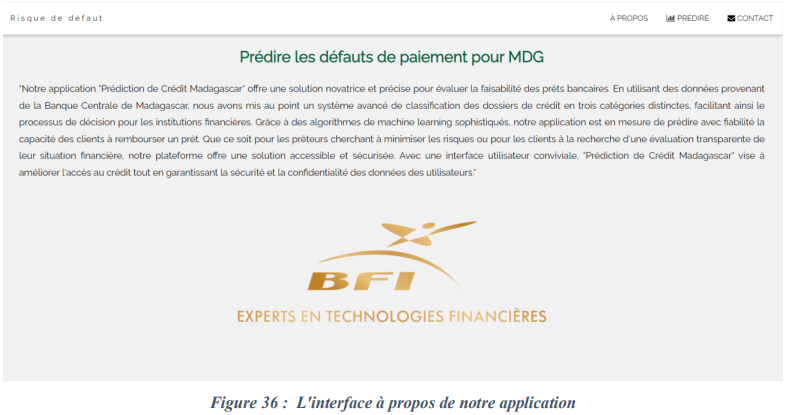 Risque de défaut
À PROPOS PRÉDIRE CONTACT
Prédire les défauts de paiement pour MDG
"Notre application "Prédiction de Crédit Madagascar" offre une solution novatrice et précise pour évaluer la faisabilité des prêts bancaires. En utilisant des données provenant
de la Banque Centrale de Madagascar, nous avons mis au point un système avancé de classification des dossiers de crédit en trois catégories distinctes, facilitant ainsi le
processus de décision pour les institutions financières. Grâce à des algorithmes de machine learning sophistiqués, notre application est en mesure de prédire avec fiabilité la
capacité des clients à rembourser un prêt. Que ce soit pour les prêteurs cherchant à minimiser les risques ou pour les clients à la recherche d'une évaluation transparente de
leur situation financière, notre plateforme offre une solution accessible et sécurisée. Avec une interface utilisateur conviviale, "Prédiction de Crédit Madagascar" vise à
améliorer l'accès au crédit tout en garantissant la sécurité et la confidentialité des données des utilisateurs."
BFI
EXPERTS EN TECHNOLOGIES FINANCIÈRES
Figure 36 : L'interface à propos de notre application